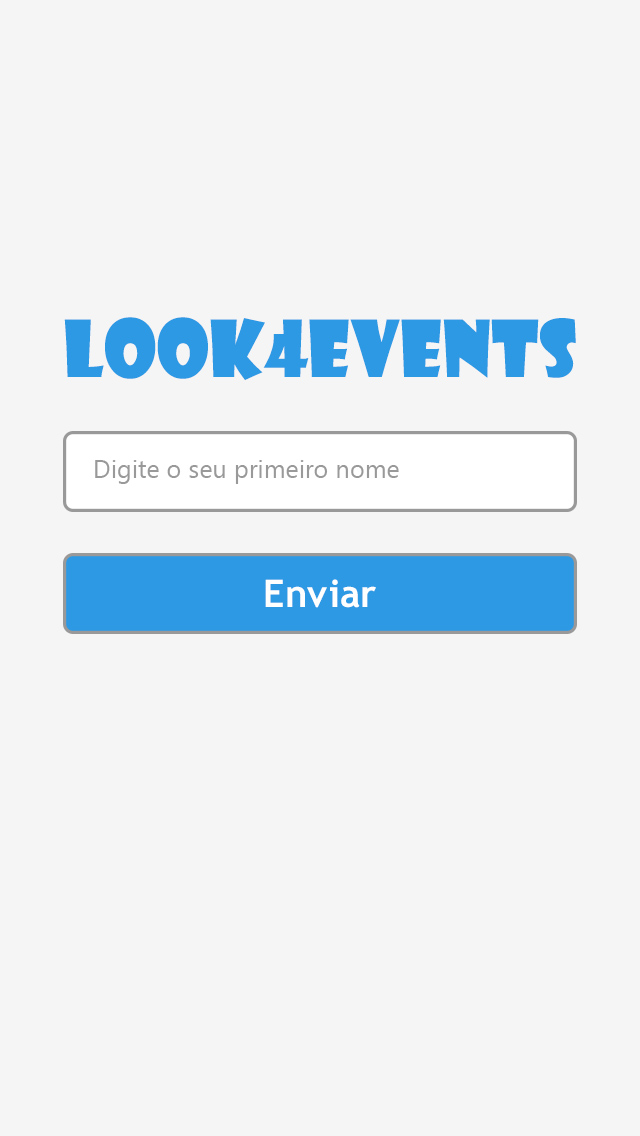 LOOK4EVENTS
Digite o seu primeiro nome
Enviar